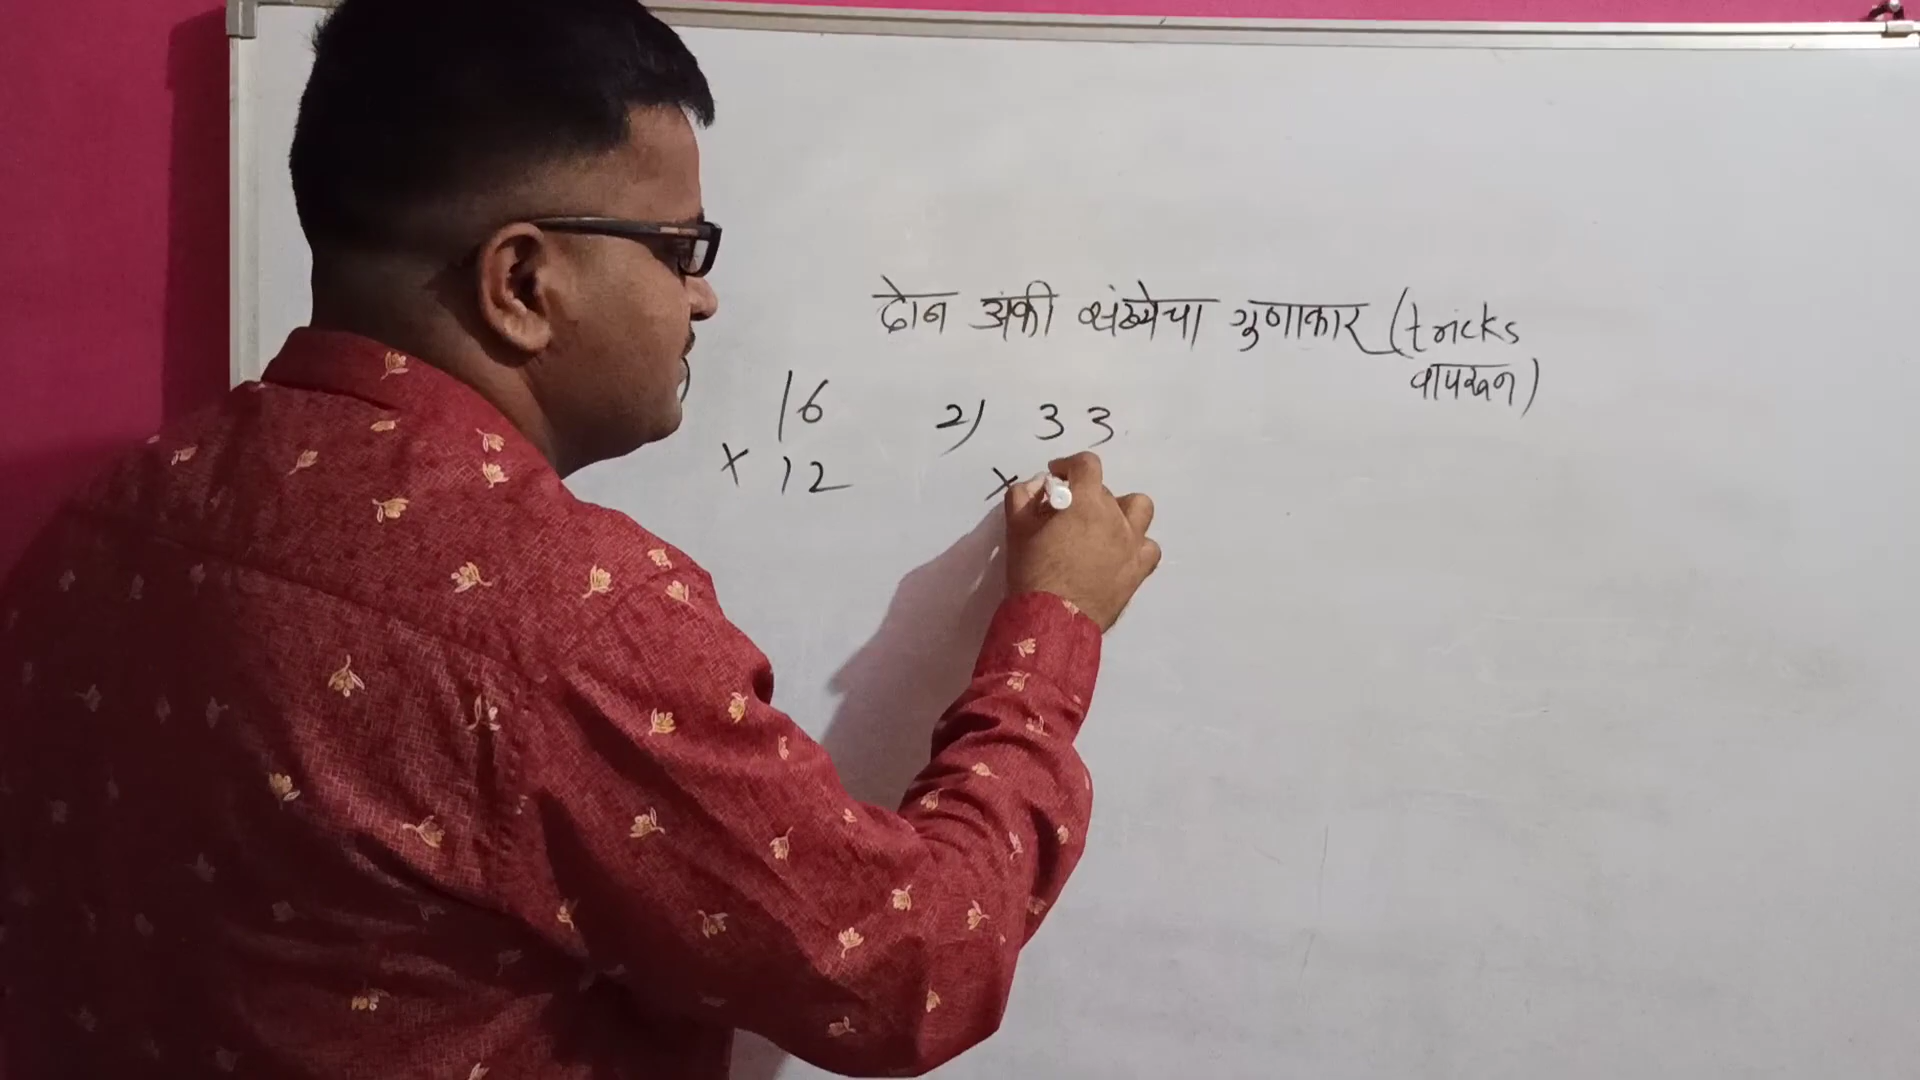 दोन अंकी संख्येचा गुणाकार (tricks
वापरून)
) 16 2) 33
× 12 ×